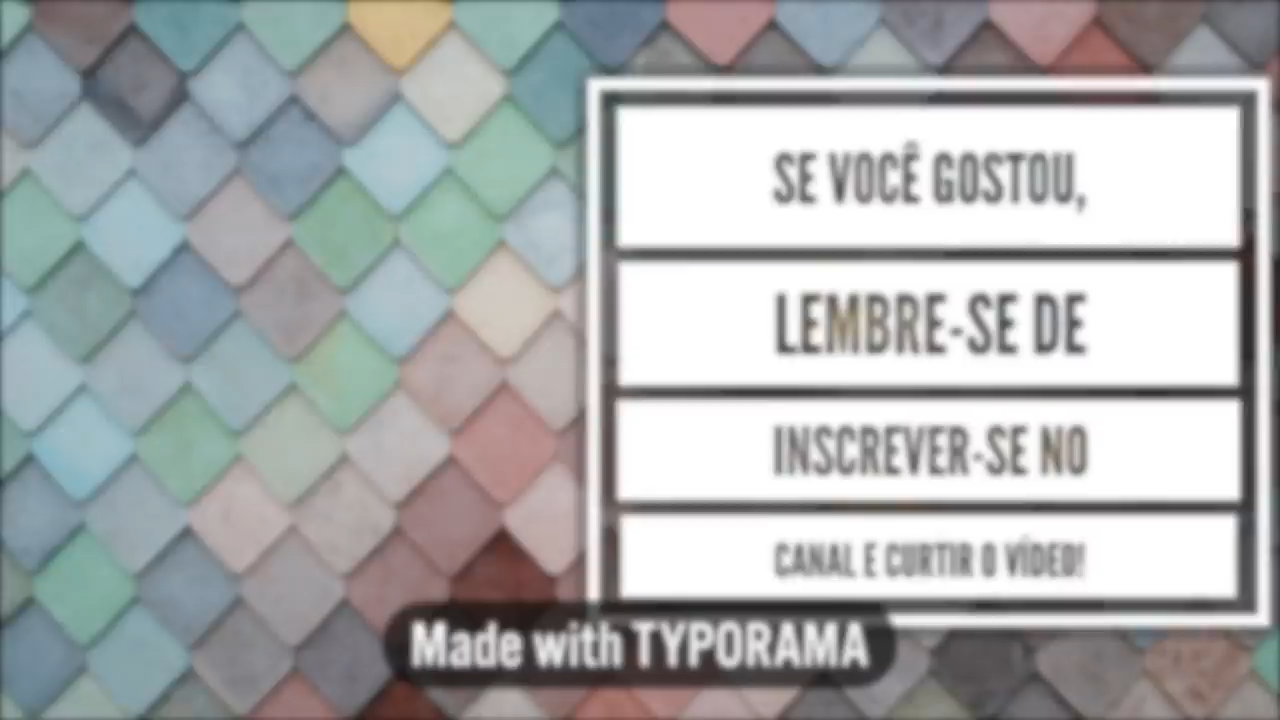 SE VOCÊ GOSTOU,
LEMBRE-SE DE
INSCREVER-SE NO
CANAL E CURTIR O VÍDEO!
Made with TYPORAMA